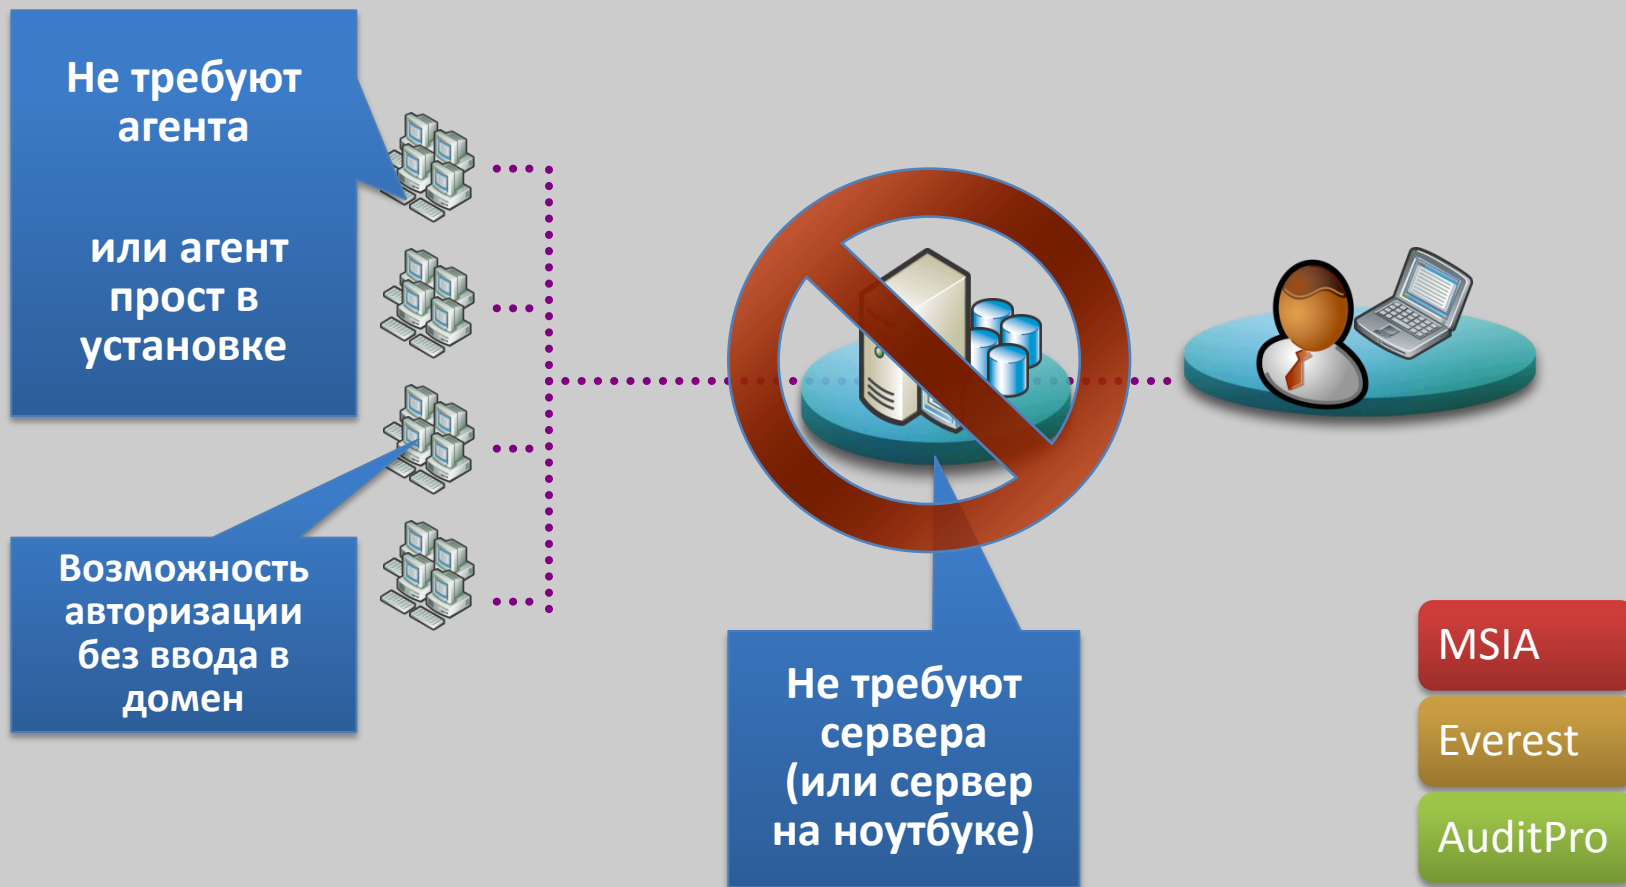 Не требуют
агента
или агент
прост в
установке
Возможность
авторизации
без ввода в
домен
Не требуют
сервера
(или сервер
на ноутбуке)
MSIA
Everest
AuditPro